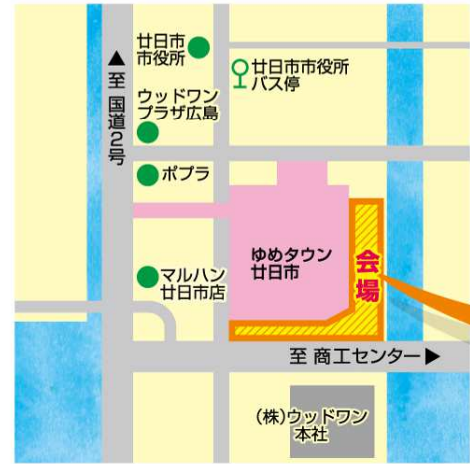 廿日市
市役所
▲至 国道2号
廿日市市役所
バス停
ウッドワン
プラザ広島
ポプラ
ゆめタウン
廿日市
会場
マルハン
廿日市店
至 商工センター▶
(株)ウッドワン
本社